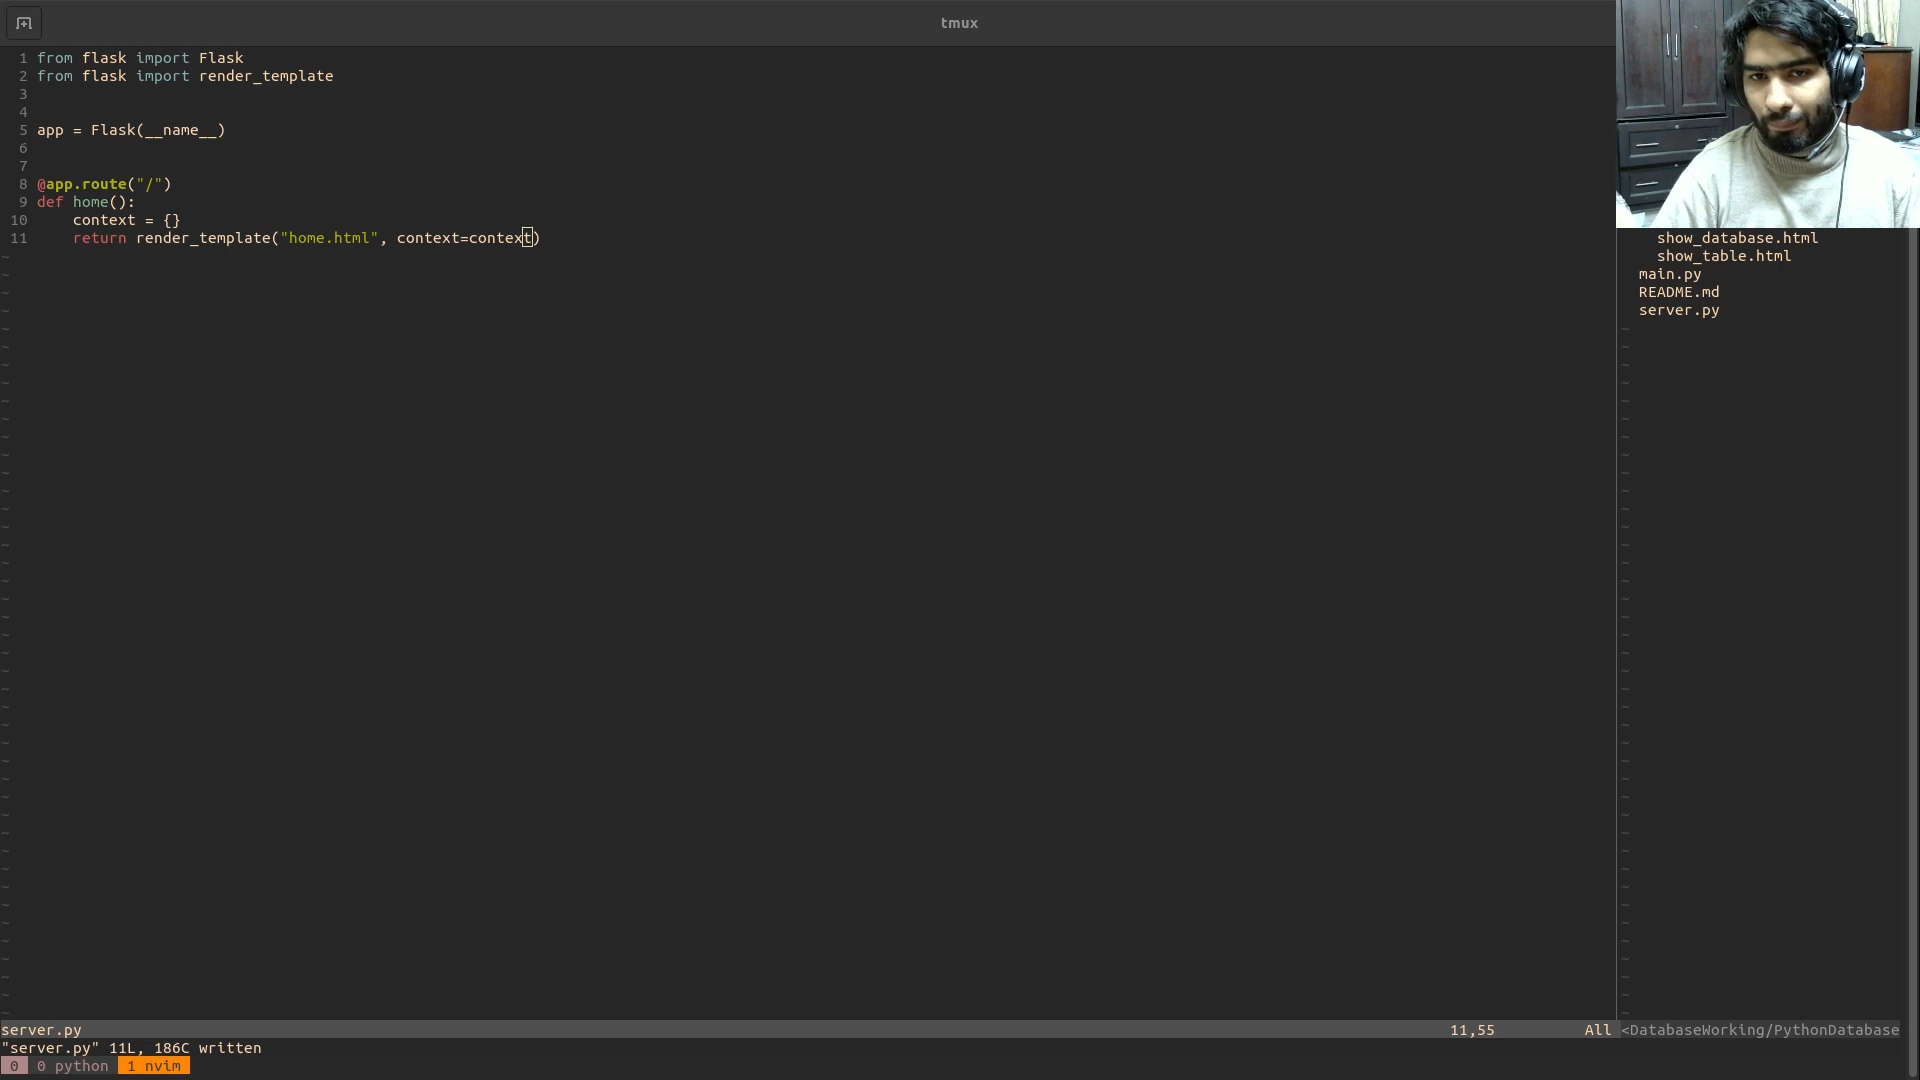 tmux
1 from flask import Flask
2 from flask import render_template
3
4
5 app = Flask(__name__)
6
7
8 @app.route("/")
9 def home():
10     context = {}
11     return render_template("home.html", context=context)
show_database.html
show_table.html
main.py
README.md
server.py
server.py 11,55 All <DatabaseWorking/PythonDatabase
"server.py" 11L, 186C written
0 0 python 1 nvim